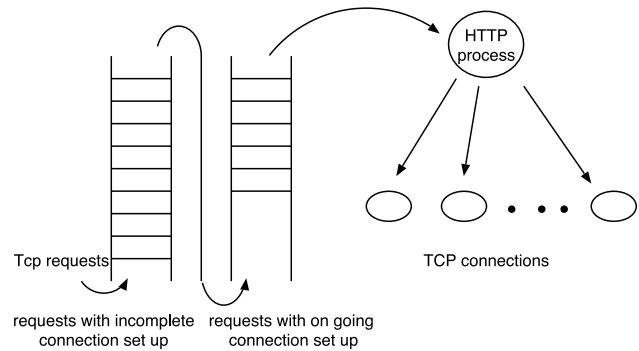 HTTP
process
Tcp requests
TCP connections
requests with incomplete
connection set up
requests with on going
connection set up